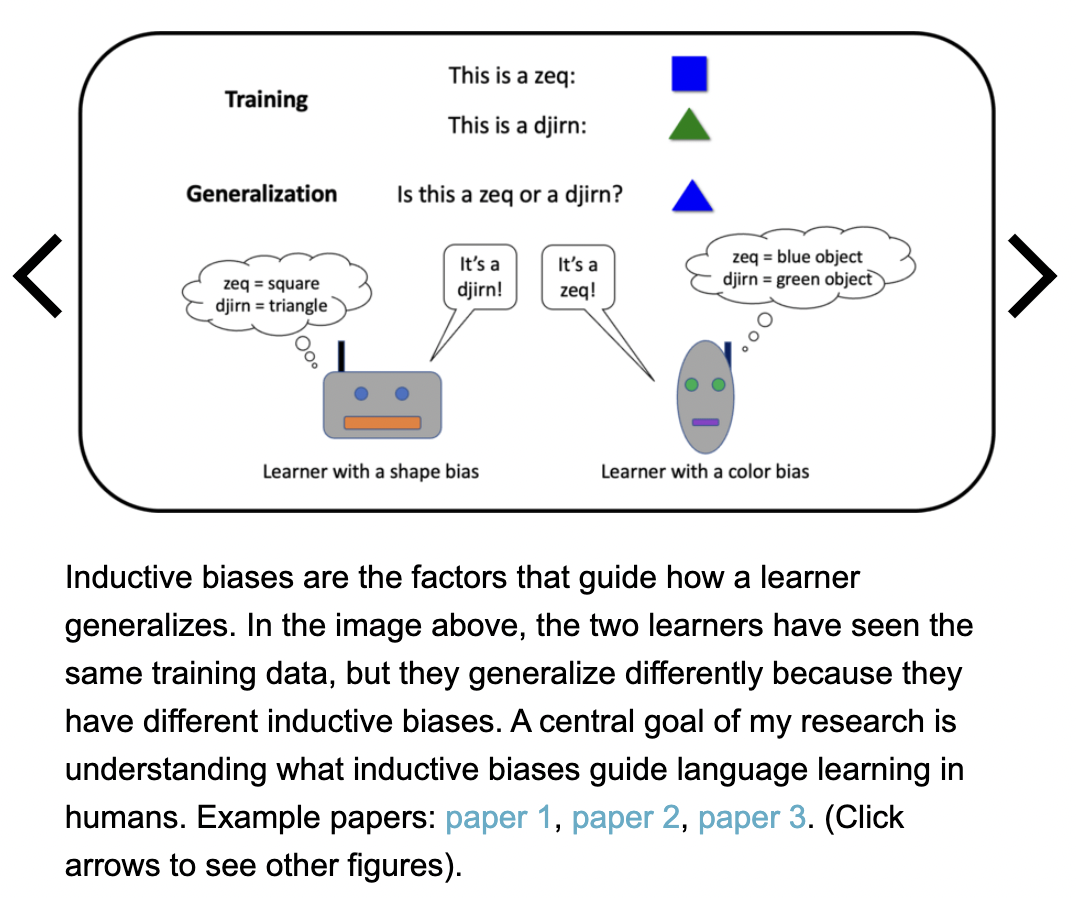 Training
This is a zeq:
This is a djirn:
Generalization
Is this a zeq or a djirn?
zeq = square
djirn = triangle
It's a
djirn!
It's a
zeq!
zeq = blue object
djirn = green object
Learner with a shape bias
Learner with a color bias
Inductive biases are the factors that guide how a learner
generalizes. In the image above, the two learners have seen the
same training data, but they generalize differently because they
have different inductive biases. A central goal of my research is
understanding what inductive biases guide language learning in
humans. Example papers: paper 1, paper 2, paper 3. (Click
arrows to see other figures).